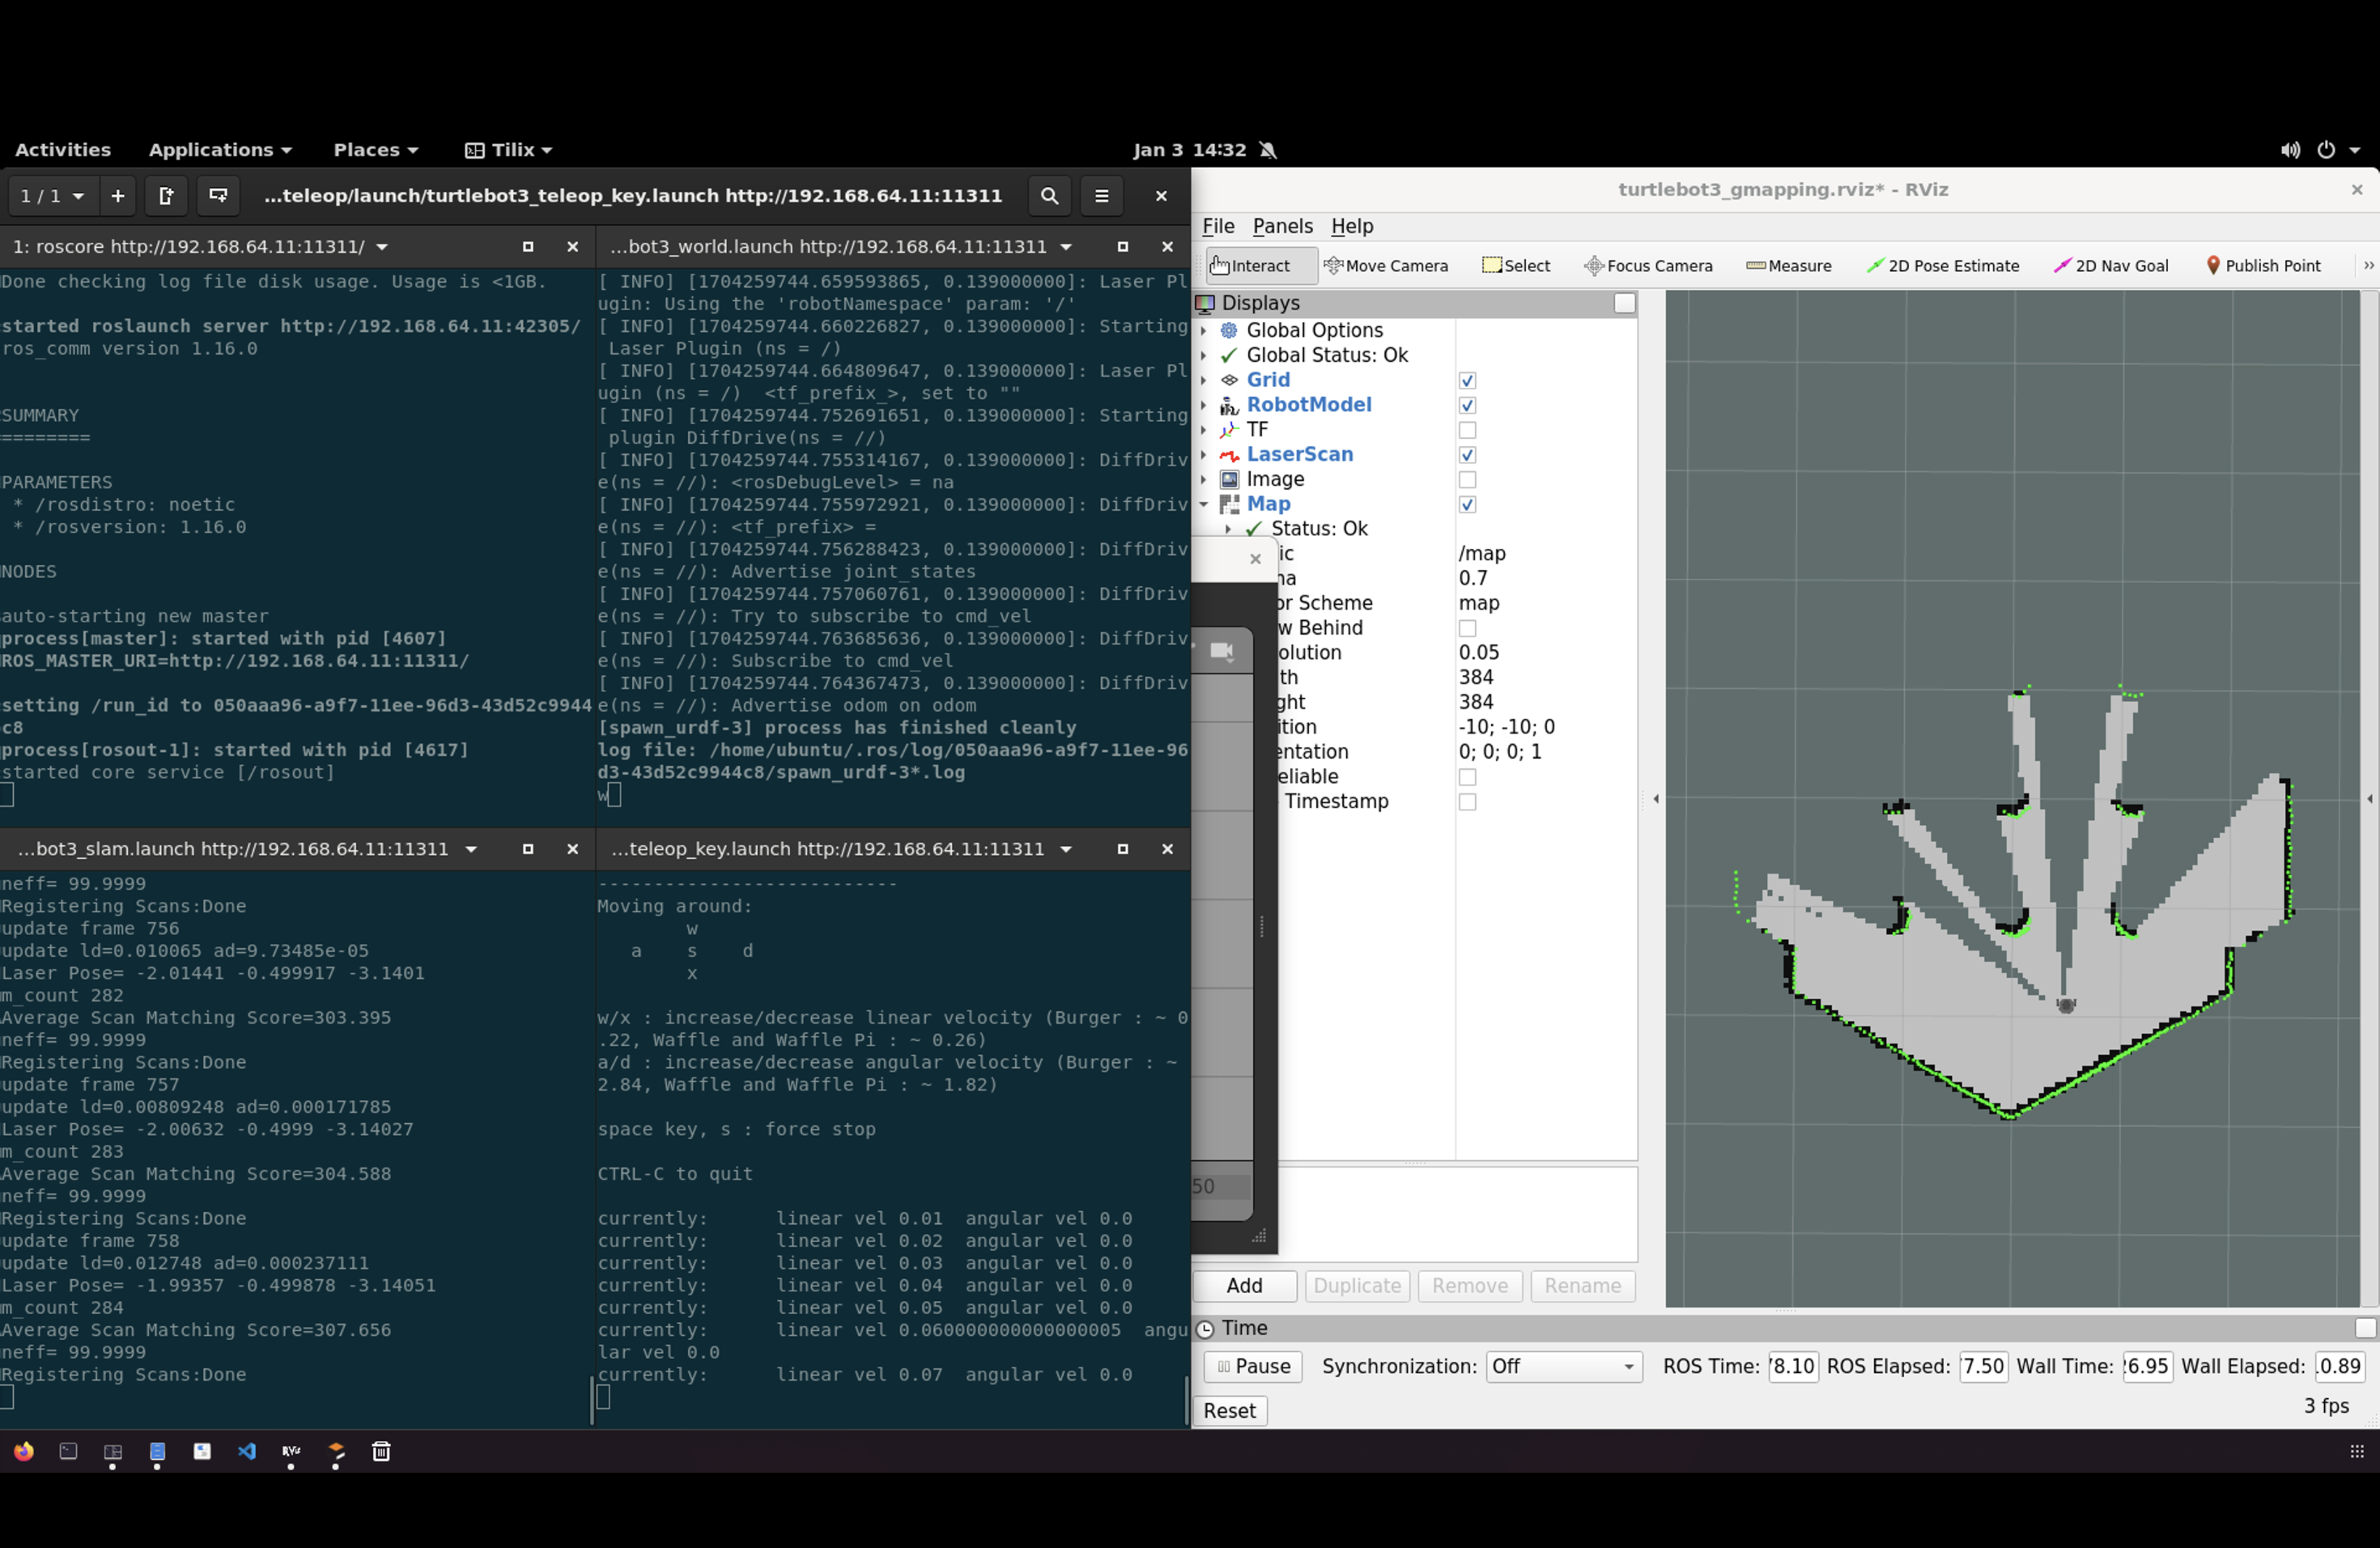 Activities Applications Places Tilix Jan 3 14:32
1 / 1 ...teleop/launch/turtlebot3_teleop_key.launch http://192.168.64.11:11311
1: roscore http://192.168.64.11:11311/
Done checking log file disk usage. Usage is <1GB.
started roslaunch server http://192.168.64.11:42305/
ros_comm version 1.16.0
SUMMARY
========
PARAMETERS
* /rosdistro: noetic
* /rosversion: 1.16.0
NODES
auto-starting new master
process[master]: started with pid [4607]
ROS_MASTER_URI=http://192.168.64.11:11311/
setting /run_id to 050aaa96-a9f7-11ee-96d3-43d52c9944
c8
process[rosout-1]: started with pid [4617]
started core service [/rosout]
...bot3_world.launch http://192.168.64.11:11311
[ INFO] [1704259744.659593865, 0.139000000]: Laser Pl
ugin: Using the 'robotNamespace' param: '/'
[ INFO] [1704259744.660226827, 0.139000000]: Starting
Laser Plugin (ns = /)
[ INFO] [1704259744.664809647, 0.139000000]: Laser Pl
ugin (ns = /)  <tf_prefix_>, set to ""
[ INFO] [1704259744.752691651, 0.139000000]: Starting
plugin DiffDrive(ns = //)
[ INFO] [1704259744.755314167, 0.139000000]: DiffDriv
e(ns = //): <rosDebugLevel> = na
[ INFO] [1704259744.755972921, 0.139000000]: DiffDriv
e(ns = //): <tf_prefix> =
[ INFO] [1704259744.756288423, 0.139000000]: DiffDriv
e(ns = //): Advertise joint_states
[ INFO] [1704259744.757060761, 0.139000000]: DiffDriv
e(ns = //): Try to subscribe to cmd_vel
[ INFO] [1704259744.763685636, 0.139000000]: DiffDriv
e(ns = //): Subscribe to cmd_vel
[ INFO] [1704259744.764367473, 0.139000000]: DiffDriv
e(ns = //): Advertise odom on odom
[spawn_urdf-3] process has finished cleanly
log file: /home/ubuntu/.ros/log/050aaa96-a9f7-11ee-96
d3-43d52c9944c8/spawn_urdf-3*.log
w
...bot3_slam.launch http://192.168.64.11:11311
neff= 99.9999
Registering Scans:Done
update frame 756
update ld=0.010065 ad=9.73485e-05
Laser Pose= -2.01441 -0.499917 -3.1401
m_count 282
Average Scan Matching Score=303.395
neff= 99.9999
Registering Scans:Done
update frame 757
update ld=0.00809248 ad=0.000171785
Laser Pose= -2.00632 -0.4999 -3.14027
m_count 283
Average Scan Matching Score=304.588
neff= 99.9999
Registering Scans:Done
update frame 758
update ld=0.012748 ad=0.000237111
Laser Pose= -1.99357 -0.499878 -3.14051
m_count 284
Average Scan Matching Score=307.656
neff= 99.9999
Registering Scans:Done
...teleop_key.launch http://192.168.64.11:11311
---------------------------
Moving around:
w
a s d
x
w/x : increase/decrease linear velocity (Burger : ~ 0
.22, Waffle and Waffle Pi : ~ 0.26)
a/d : increase/decrease angular velocity (Burger : ~
2.84, Waffle and Waffle Pi : ~ 1.82)
space key, s : force stop
CTRL-C to quit
currently: linear vel 0.01 angular vel 0.0
currently: linear vel 0.02 angular vel 0.0
currently: linear vel 0.03 angular vel 0.0
currently: linear vel 0.04 angular vel 0.0
currently: linear vel 0.05 angular vel 0.0
currently: linear vel 0.060000000000000005 angu
lar vel 0.0
currently: linear vel 0.07 angular vel 0.0
turtlebot3_gmapping.rviz* - RViz
File Panels Help
Interact Move Camera Select Focus Camera Measure 2D Pose Estimate 2D Nav Goal Publish Point
Displays
Global Options
Global Status: Ok
Grid
RobotModel
TF
LaserScan
Image
Map
Status: Ok
ic /map
na 0.7
or Scheme map
w Behind
olution 0.05
th 384
ght 384
ition -10; -10; 0
entation 0; 0; 0; 1
eliable
Timestamp
50
Add Duplicate Remove Rename
Time
Pause Synchronization: Off ROS Time: 78.10 ROS Elapsed: 7.50 Wall Time: 6.95 Wall Elapsed: .0.89
Reset 3 fps
RViz